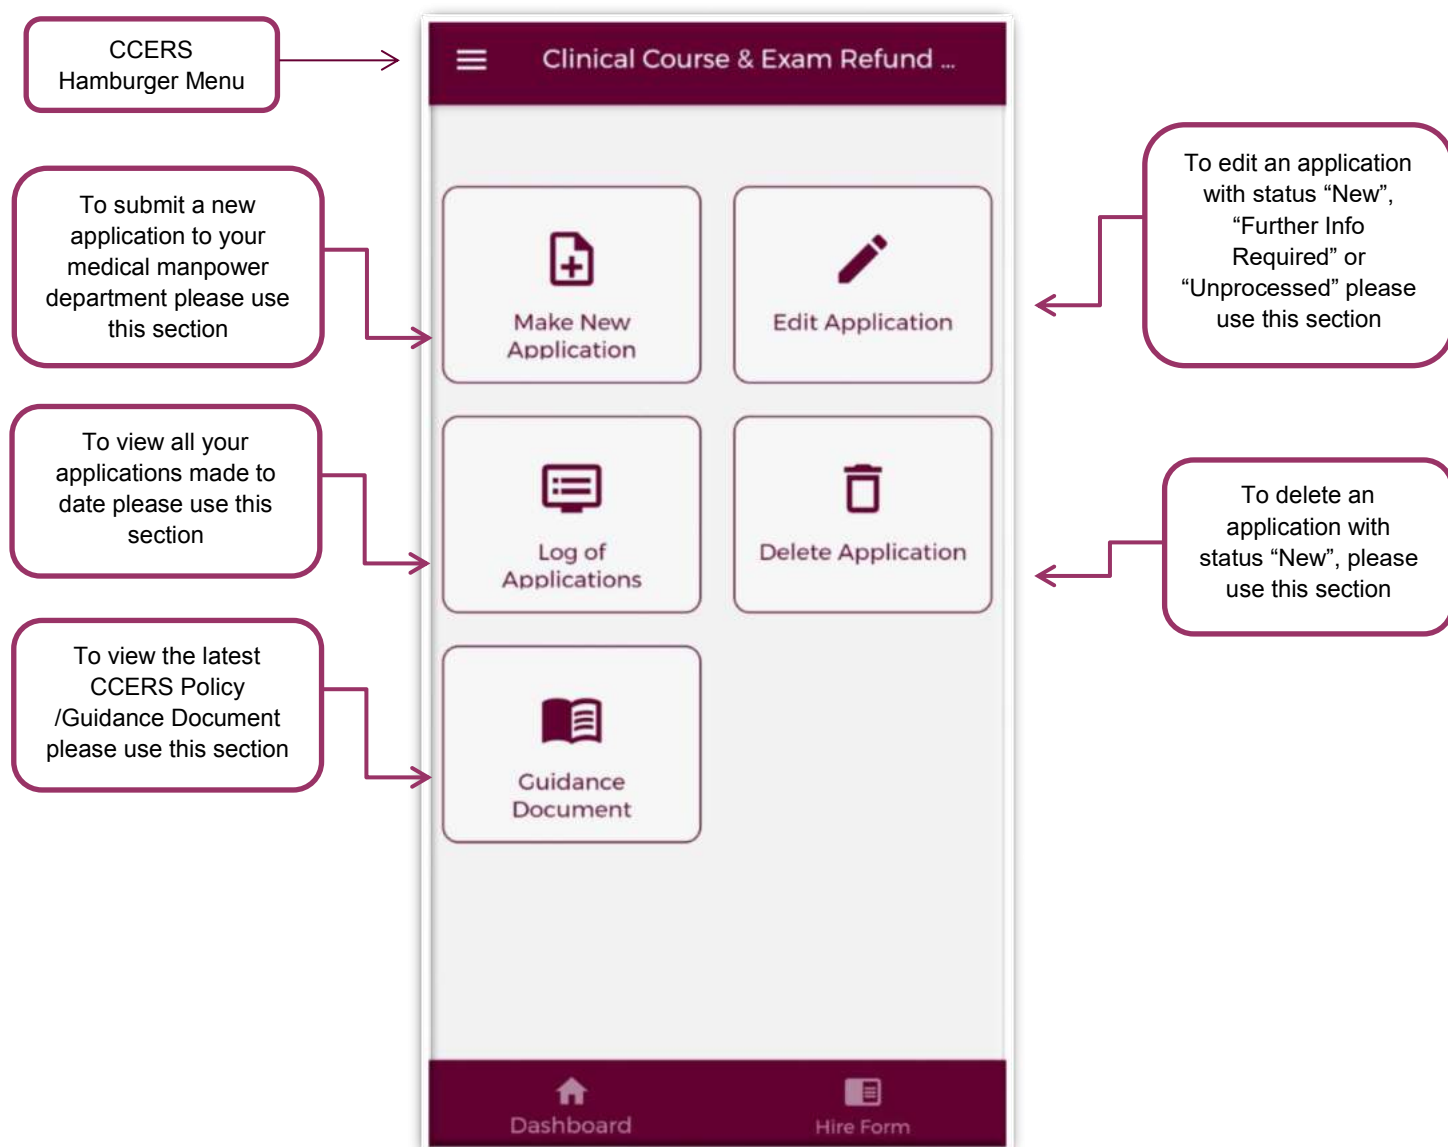 CCERS
Hamburger Menu
Clinical Course & Exam Refund ...
To submit a new
application to your
medical manpower
department please use
this section
Make New
Application
Edit Application
To edit an application
with status “New”,
“Further Info
Required” or
“Unprocessed” please
use this section
To view all your
applications made to
date please use this
section
Log of
Applications
Delete Application
To delete an
application with
status “New”, please
use this section
To view the latest
CCERS Policy
/Guidance Document
please use this section
Guidance
Document
Dashboard
Hire Form